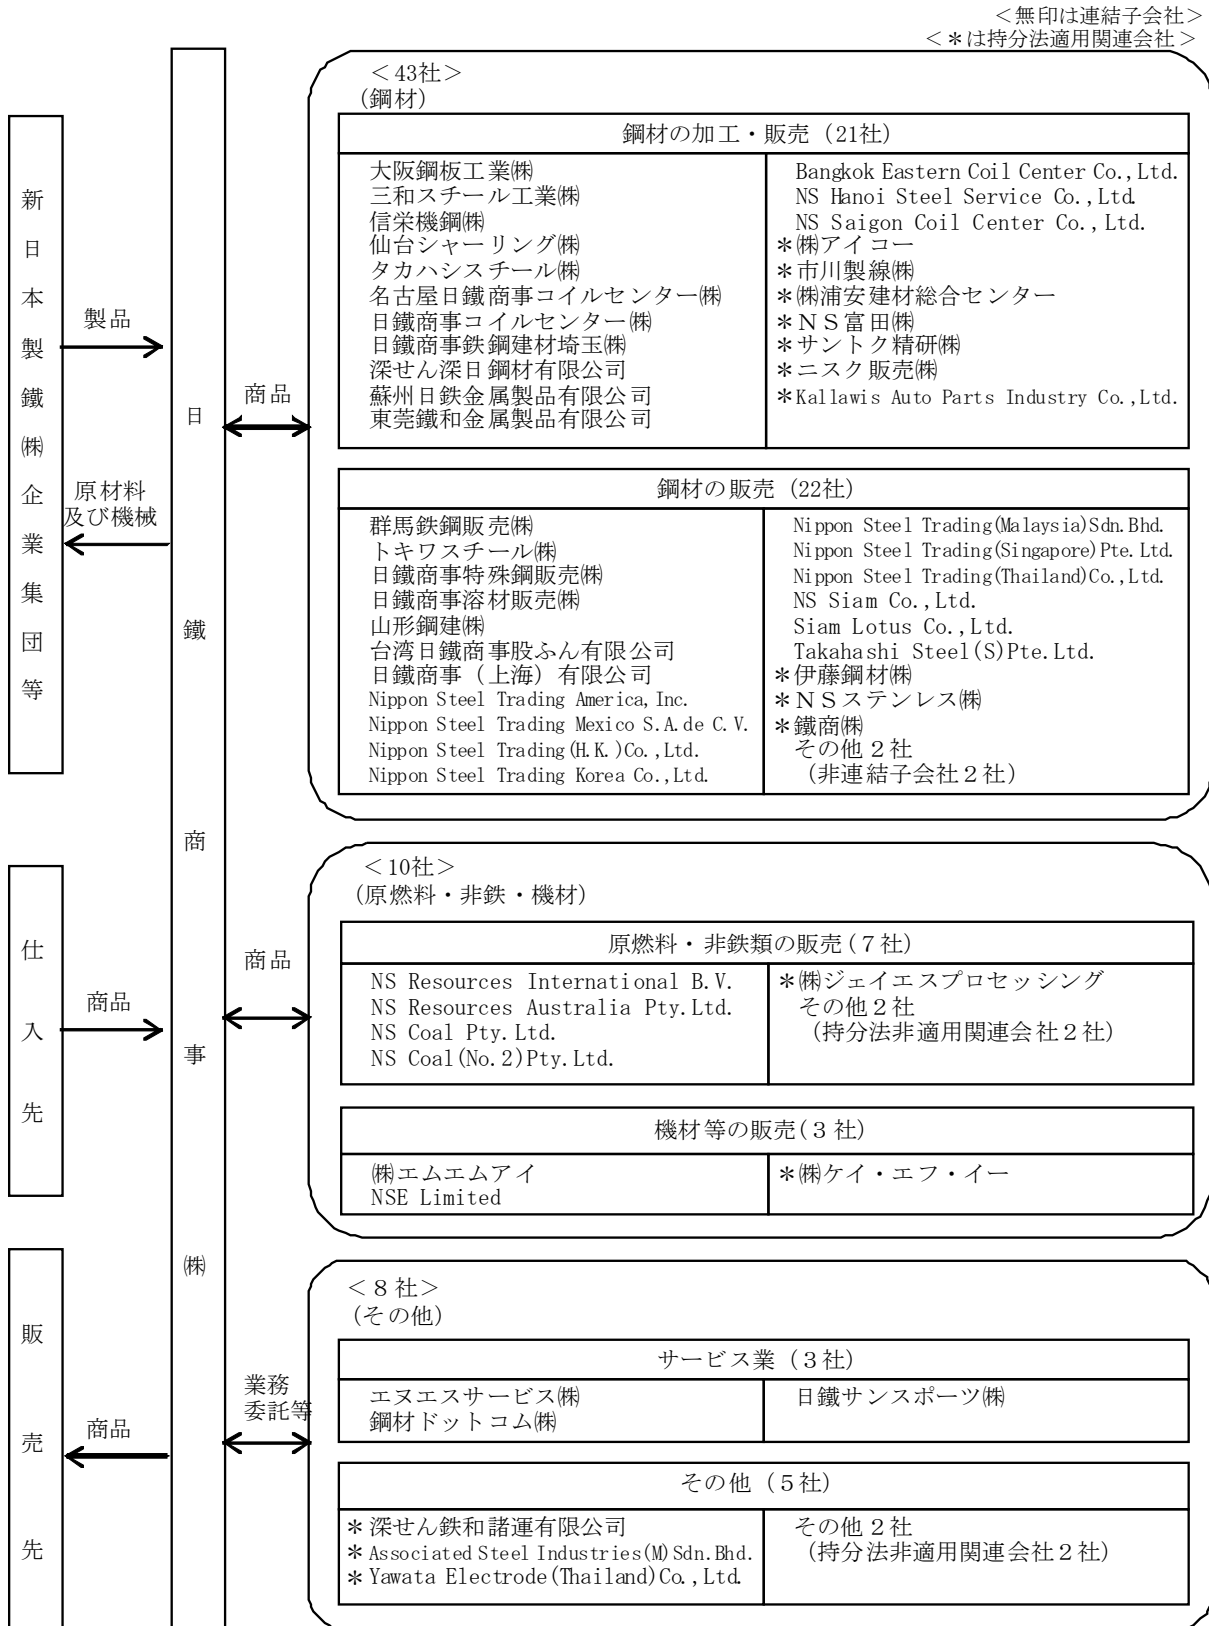 ＜無印は連結子会社＞
＜＊は持分法適用関連会社＞
新日本製鐵㈱企業集団等
製品
原材料
及び機械
仕入先
商品
販売先
商品
日鐵商事㈱
商品
商品
業務
委託等
＜43社＞
(鋼材)
鋼材の加工・販売（21社）
大阪鋼板工業㈱
三和スチール工業㈱
信栄機鋼㈱
仙台シャーリング㈱
タカハシスチール㈱
名古屋日鐵商事コイルセンター㈱
日鐵商事コイルセンター㈱
日鐵商事鉄鋼建材埼玉㈱
深せん深日鋼材有限公司
蘇州日鉄金属製品有限公司
東莞鐵和金属製品有限公司
Bangkok Eastern Coil Center Co.,Ltd.
NS Hanoi Steel Service Co.,Ltd.
NS Saigon Coil Center Co.,Ltd.
＊㈱アイコー
＊市川製線㈱
＊㈱浦安建材総合センター
＊ＮＳ富田㈱
＊サントク精研㈱
＊ニスク販売㈱
＊Kallawis Auto Parts Industry Co.,Ltd.
鋼材の販売（22社）
群馬鉄鋼販売㈱
トキワスチール㈱
日鐵商事特殊鋼販売㈱
日鐵商事溶材販売㈱
山形鋼建㈱
台湾日鐵商事股ふん有限公司
日鐵商事（上海）有限公司
Nippon Steel Trading America,Inc.
Nippon Steel Trading Mexico S.A.de C.V.
Nippon Steel Trading(H.K.)Co.,Ltd.
Nippon Steel Trading Korea Co.,Ltd.
Nippon Steel Trading(Malaysia)Sdn.Bhd.
Nippon Steel Trading(Singapore)Pte.Ltd.
Nippon Steel Trading(Thailand)Co.,Ltd.
NS Siam Co.,Ltd.
Siam Lotus Co.,Ltd.
Takahashi Steel(S)Pte.Ltd.
＊伊藤鋼材㈱
＊ＮＳステンレス㈱
＊鐵商㈱
その他２社
（非連結子会社２社）
＜10社＞
(原燃料・非鉄・機材)
原燃料・非鉄類の販売(７社)
NS Resources International B.V.
NS Resources Australia Pty.Ltd.
NS Coal Pty.Ltd.
NS Coal(No.2)Pty.Ltd.
＊㈱ジェイエスプロセッシング
その他２社
（持分法非適用関連会社２社）
機材等の販売(３社)
㈱エムエムアイ
NSE Limited
＊㈱ケイ・エフ・イー
＜８社＞
(その他)
サービス業（３社）
エヌエスサービス㈱
鋼材ドットコム㈱
日鐵サンスポーツ㈱
その他（５社）
＊深せん鉄和諸運有限公司
＊Associated Steel Industries(M)Sdn.Bhd.
＊Yawata Electrode(Thailand)Co.,Ltd.
その他２社
（持分法非適用関連会社２社）